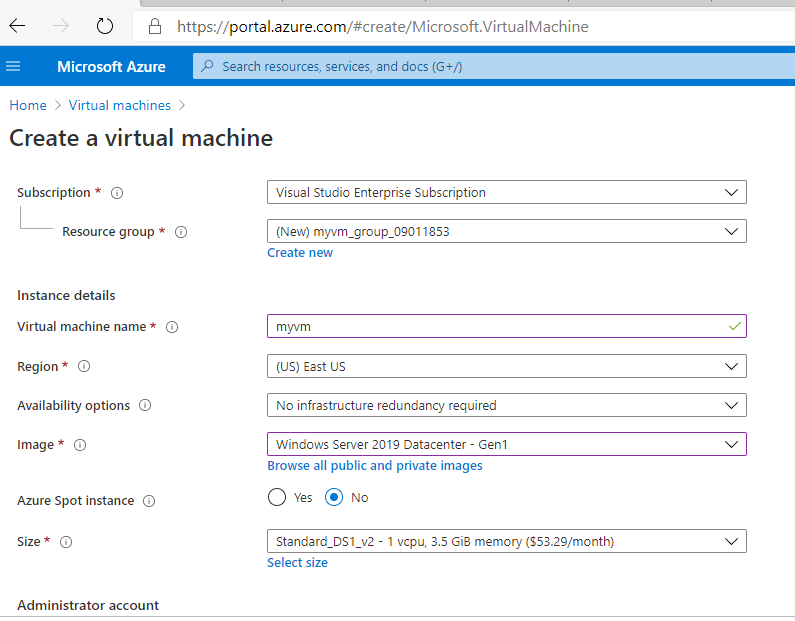 https://portal.azure.com/#create/Microsoft.VirtualMachine
Microsoft Azure
Search resources, services, and docs (G+/)
Home > Virtual machines >
Create a virtual machine
Subscription *
Visual Studio Enterprise Subscription
Resource group *
(New) myvm_group_09011853
Create new
Instance details
Virtual machine name *
myvm
Region *
(US) East US
Availability options
No infrastructure redundancy required
Image *
Windows Server 2019 Datacenter - Gen1
Browse all public and private images
Azure Spot instance
Yes No
Size *
Standard_DS1_v2 - 1 vcpu, 3.5 GiB memory ($53.29/month)
Select size
Administrator account